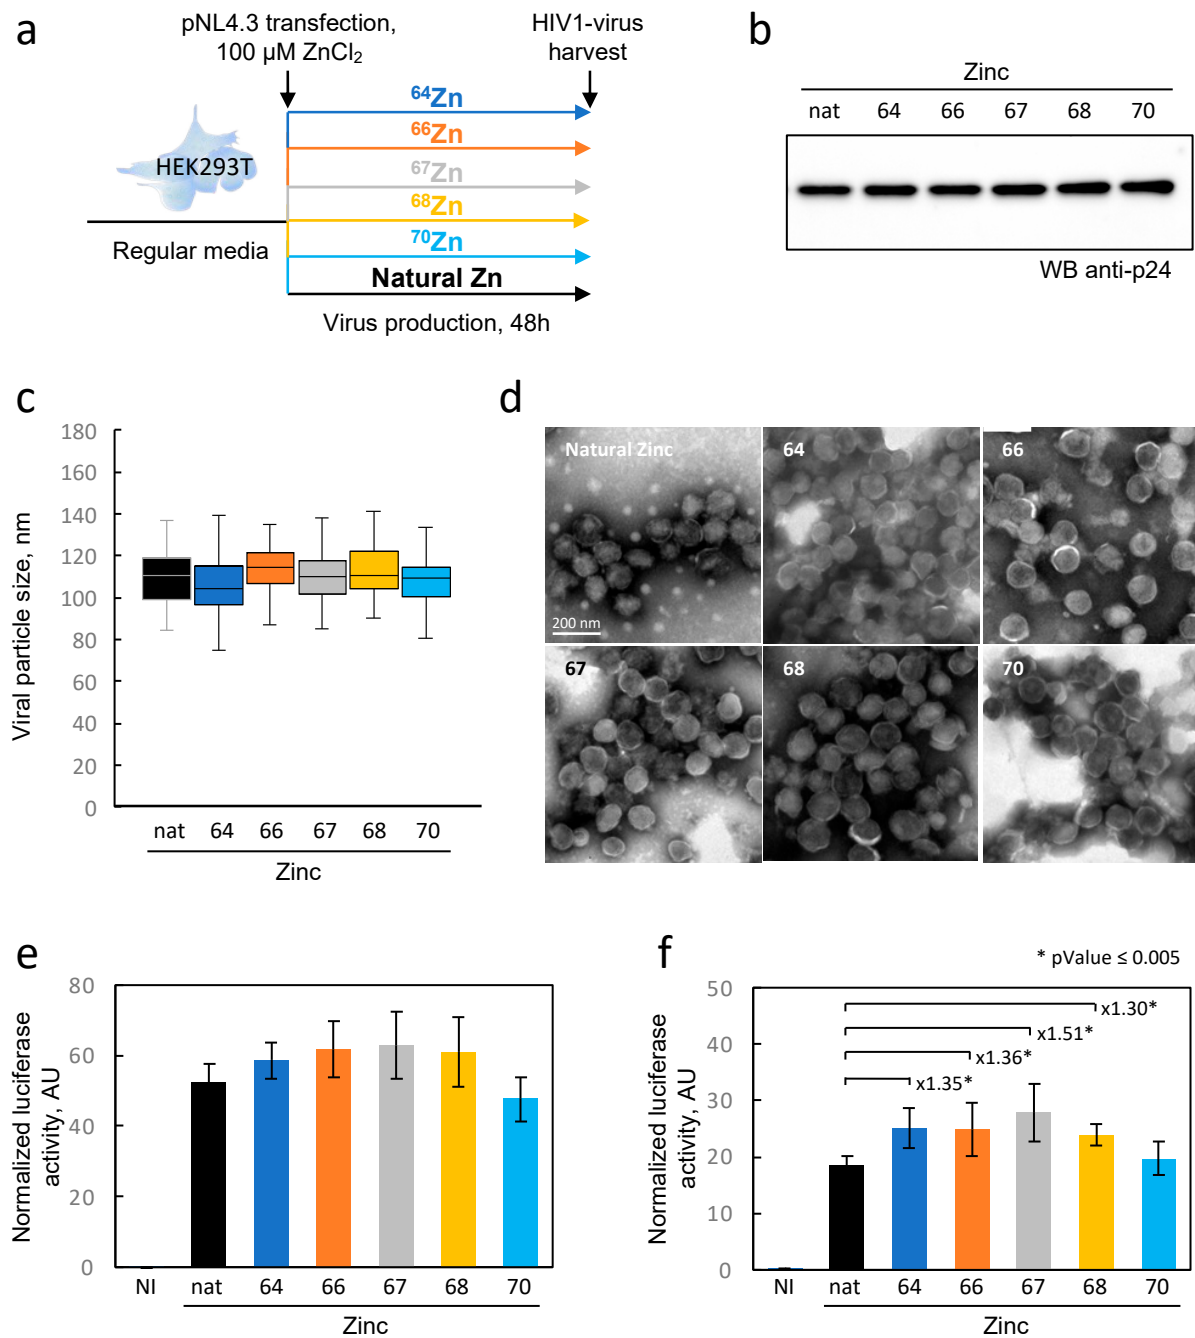 a
pNL4.3 transfection,
100 µM ZnCl₂
HIV1-virus
harvest
HEK293T
Regular media
⁶⁴Zn
⁶⁶Zn
⁶⁷Zn
⁶⁸Zn
⁷⁰Zn
Natural Zn
Virus production, 48h
b
Zinc
nat 64 66 67 68 70
WB anti-p24
c
Viral particle size, nm
180
160
140
120
100
80
60
40
20
0
nat 64 66 67 68 70
Zinc
d
Natural Zinc
200 nm
64
66
67
68
70
e
Normalized luciferase
activity, AU
80
60
40
20
0
NI nat 64 66 67 68 70
Zinc
f
* pValue ≤ 0.005
Normalized luciferase
activity, AU
50
40
30
20
10
0
x1.30*
x1.51*
x1.36*
x1.35*
NI nat 64 66 67 68 70
Zinc